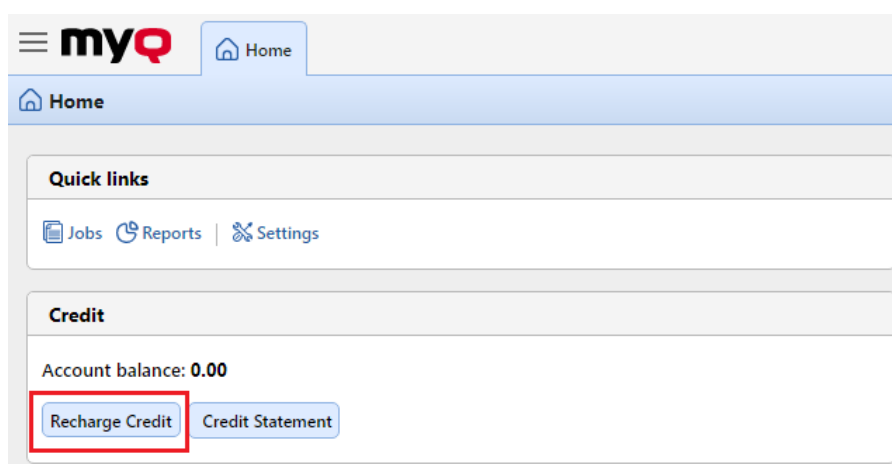 myQ Home
Home
Quick links
Jobs Reports | Settings
Credit
Account balance: 0.00
Recharge Credit Credit Statement